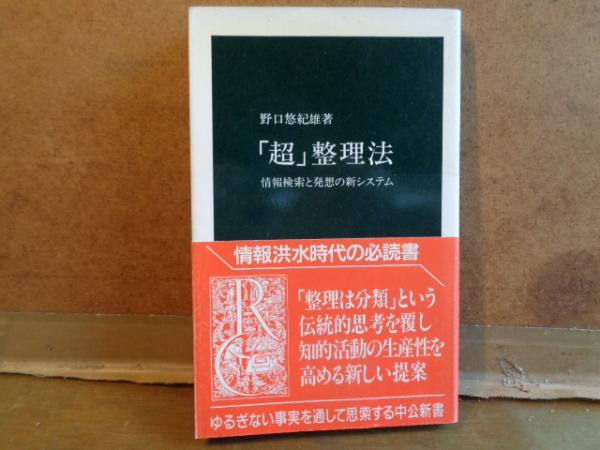 野口悠紀雄著
「超」整理法
情報検索と発想の新システム
情報洪水時代の必読書
R
C
「整理は分類」という
伝統的思考を覆し
知的活動の生産性を
高める新しい提案
ゆるぎない事実を通して思索する中公新書